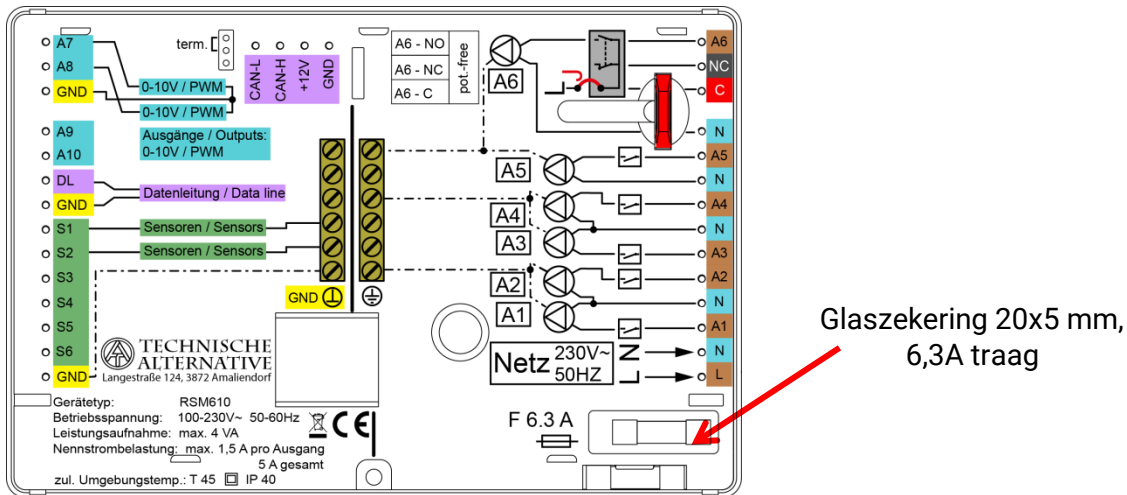 A7
A8
GND
A9
A10
DL
GND
S1
S2
S3
S4
S5
S6
GND
term.
CAN-L
CAN-H
+12V
GND
0-10V / PWM
0-10V / PWM
Ausgänge / Outputs:
0-10V / PWM
Datenleitung / Data line
Sensoren / Sensors
Sensoren / Sensors
GND
A6 - NO
A6 - NC
A6 - C
pot.-free
A6
A5
A4
A3
A2
A1
A6
NC
C
N
A5
N
A4
N
A3
A2
N
A1
N
L
Netz 230V~
50HZ
L N
TECHNISCHE
ALTERNATIVE
Langestraße 124, 3872 Amaliendorf
Gerätetyp: RSM610
Betriebsspannung: 100-230V~ 50-60Hz
Leistungsaufnahme: max. 4 VA
Nennstrombelastung: max. 1,5 A pro Ausgang
5 A gesamt
zul. Umgebungstemp.: T 45 IP 40
CE
F 6.3 A
Glaszekering 20x5 mm,
6,3A traag